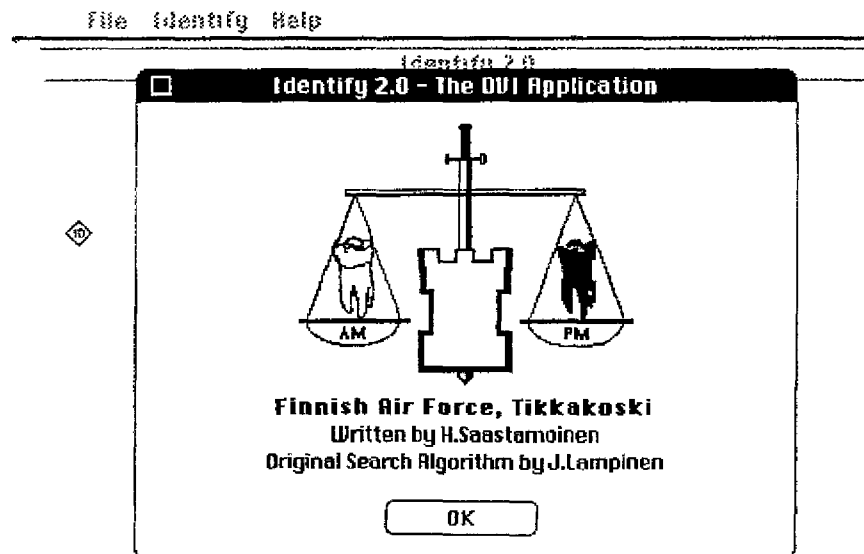 File Identify Help
Identify 2.0
Identify 2.0 - The DVI Application
ID
AM
PM
Finnish Air Force, Tikkakoski
Written by H.Saastamoinen
Original Search Algorithm by J.Lampinen
OK